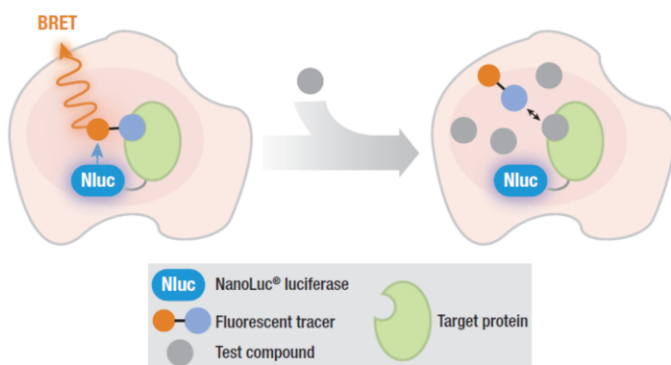 BRET
Nluc
Nluc
Nluc NanoLuc® luciferase
Fluorescent tracer
Target protein
Test compound